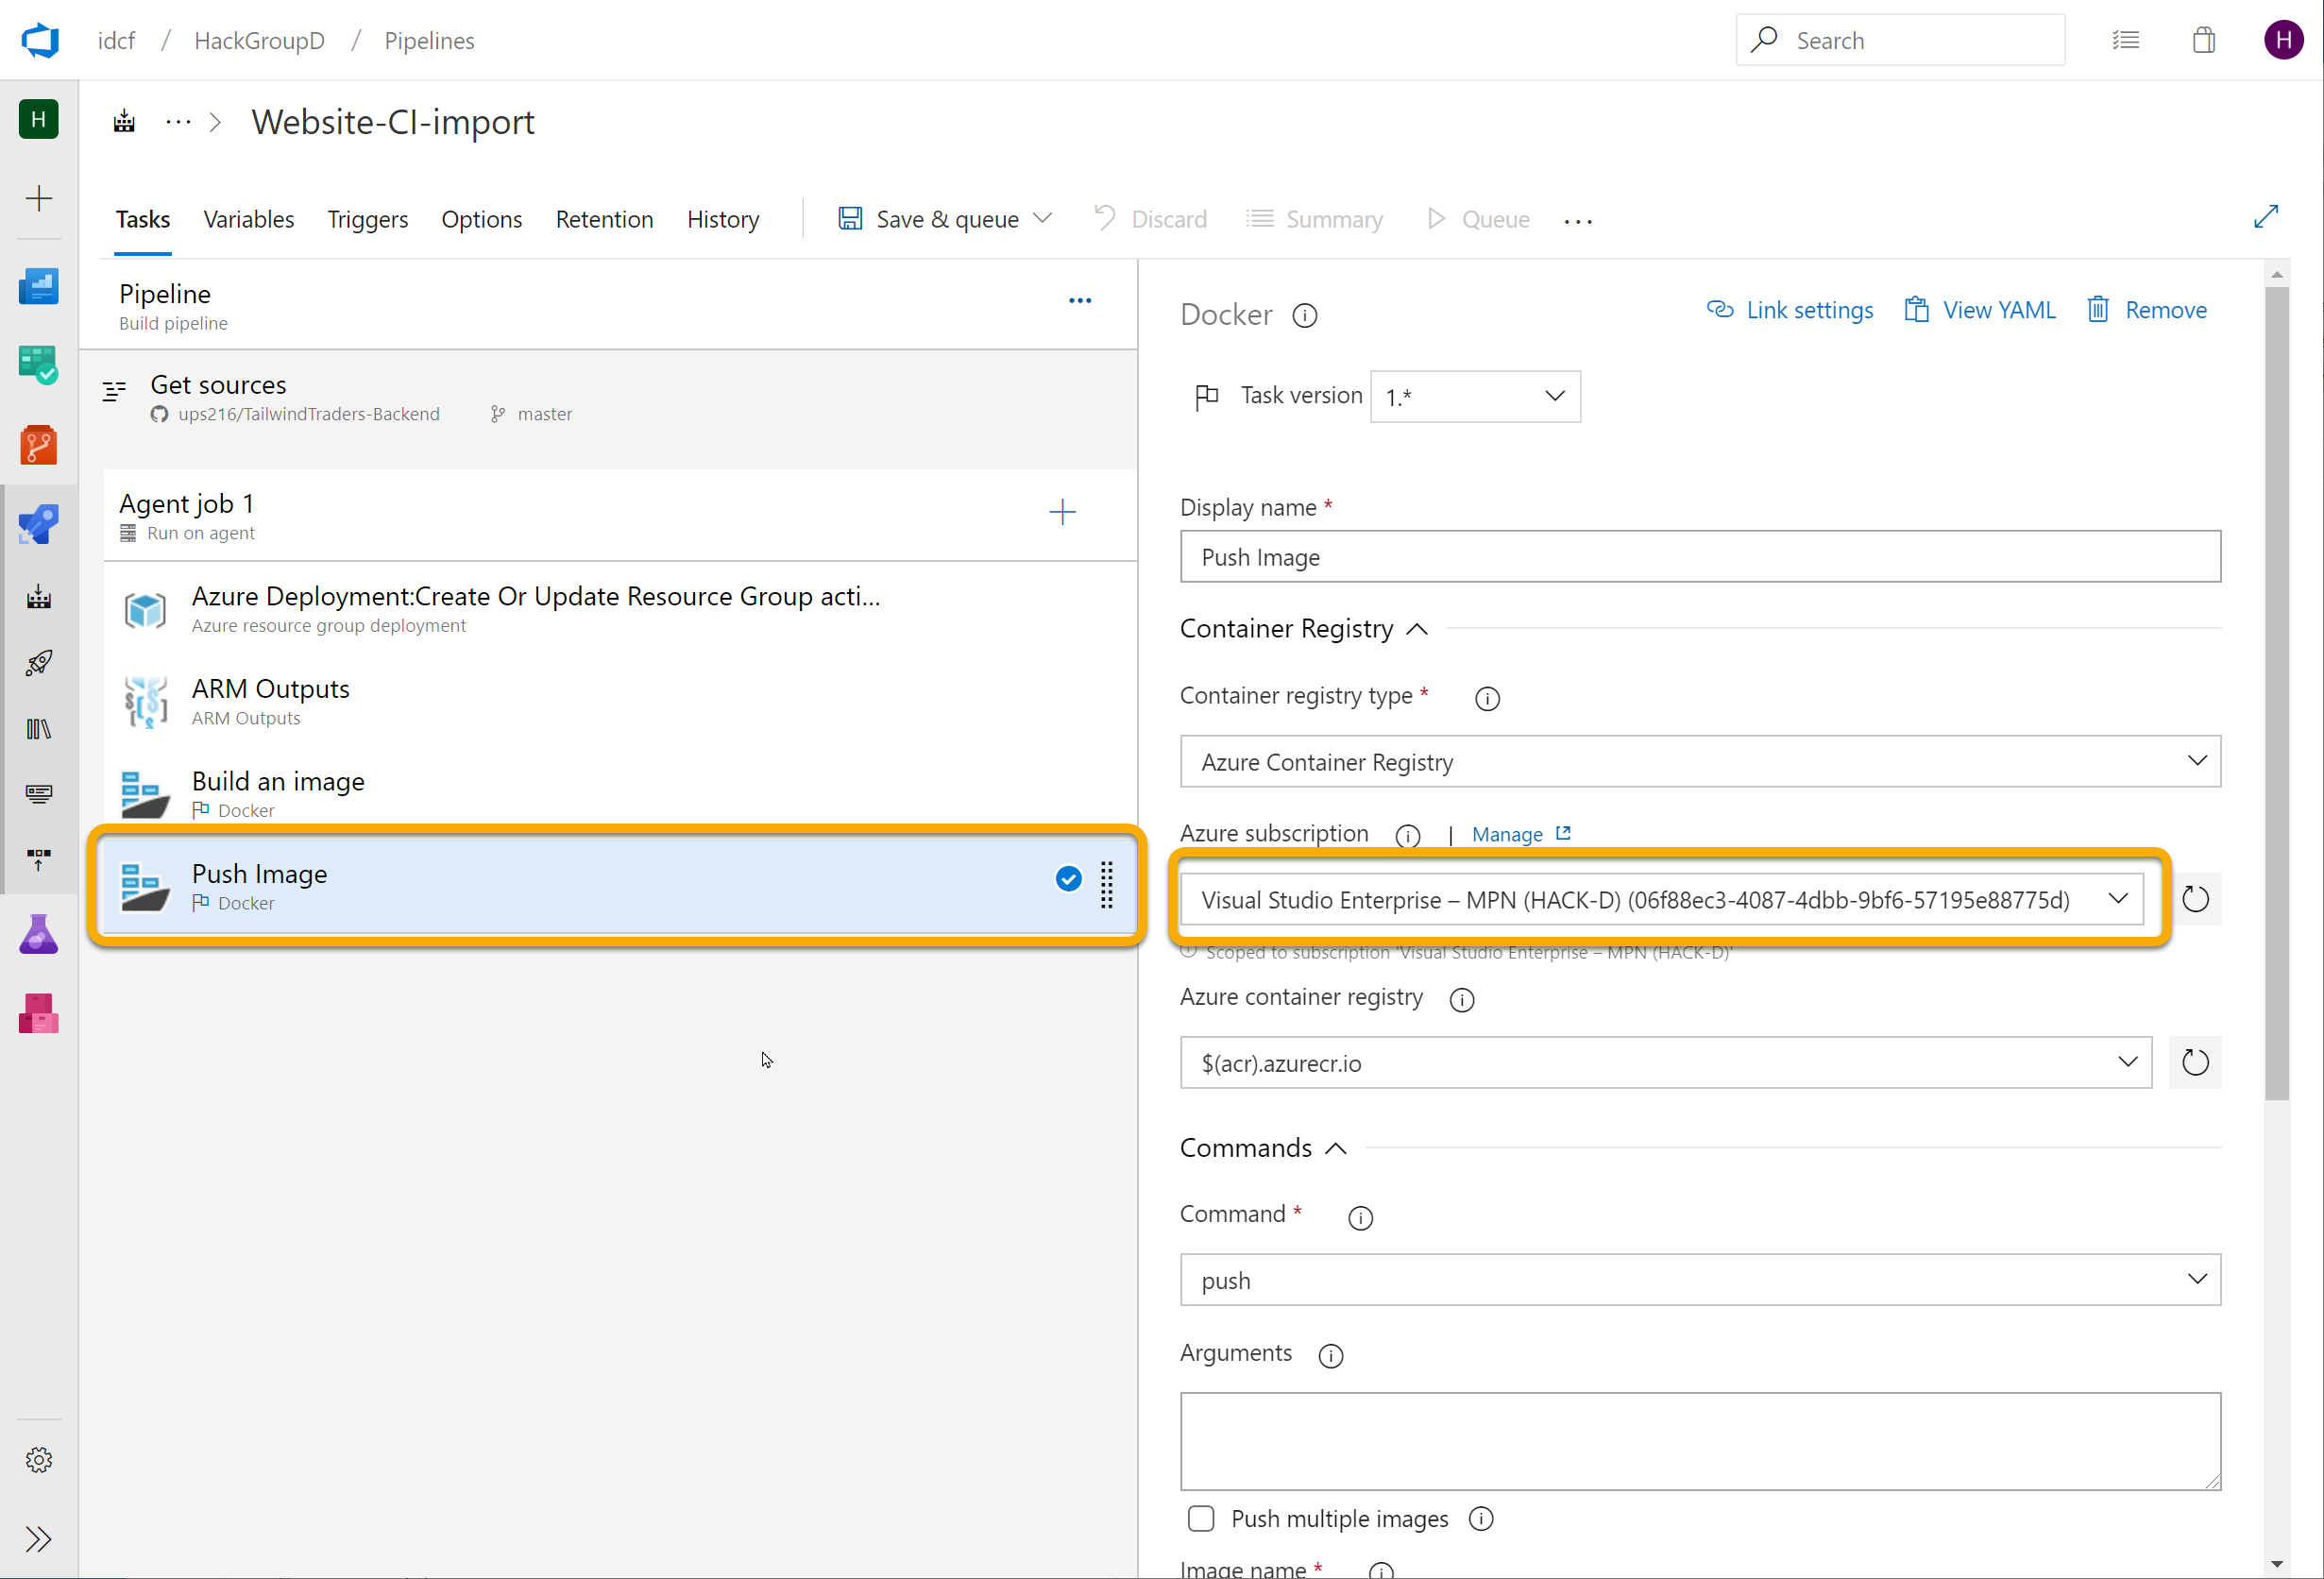 idcf / HackGroupD / Pipelines
Search
H
H
··· > Website-CI-import
Tasks Variables Triggers Options Retention History Save & queue Discard Summary Queue ···
Pipeline
Build pipeline
Get sources
ups216/TailwindTraders-Backend master
Agent job 1
Run on agent
Azure Deployment:Create Or Update Resource Group acti...
Azure resource group deployment
ARM Outputs
ARM Outputs
Build an image
Docker
Push Image
Docker
Docker
Link settings View YAML Remove
Task version 1.*
Display name *
Push Image
Container Registry
Container registry type *
Azure Container Registry
Azure subscription | Manage
Visual Studio Enterprise – MPN (HACK-D) (06f88ec3-4087-4dbb-9bf6-57195e88775d)
Scoped to subscription 'Visual Studio Enterprise – MPN (HACK-D)'
Azure container registry
$(acr).azurecr.io
Commands
Command *
push
Arguments
Push multiple images
Image name *